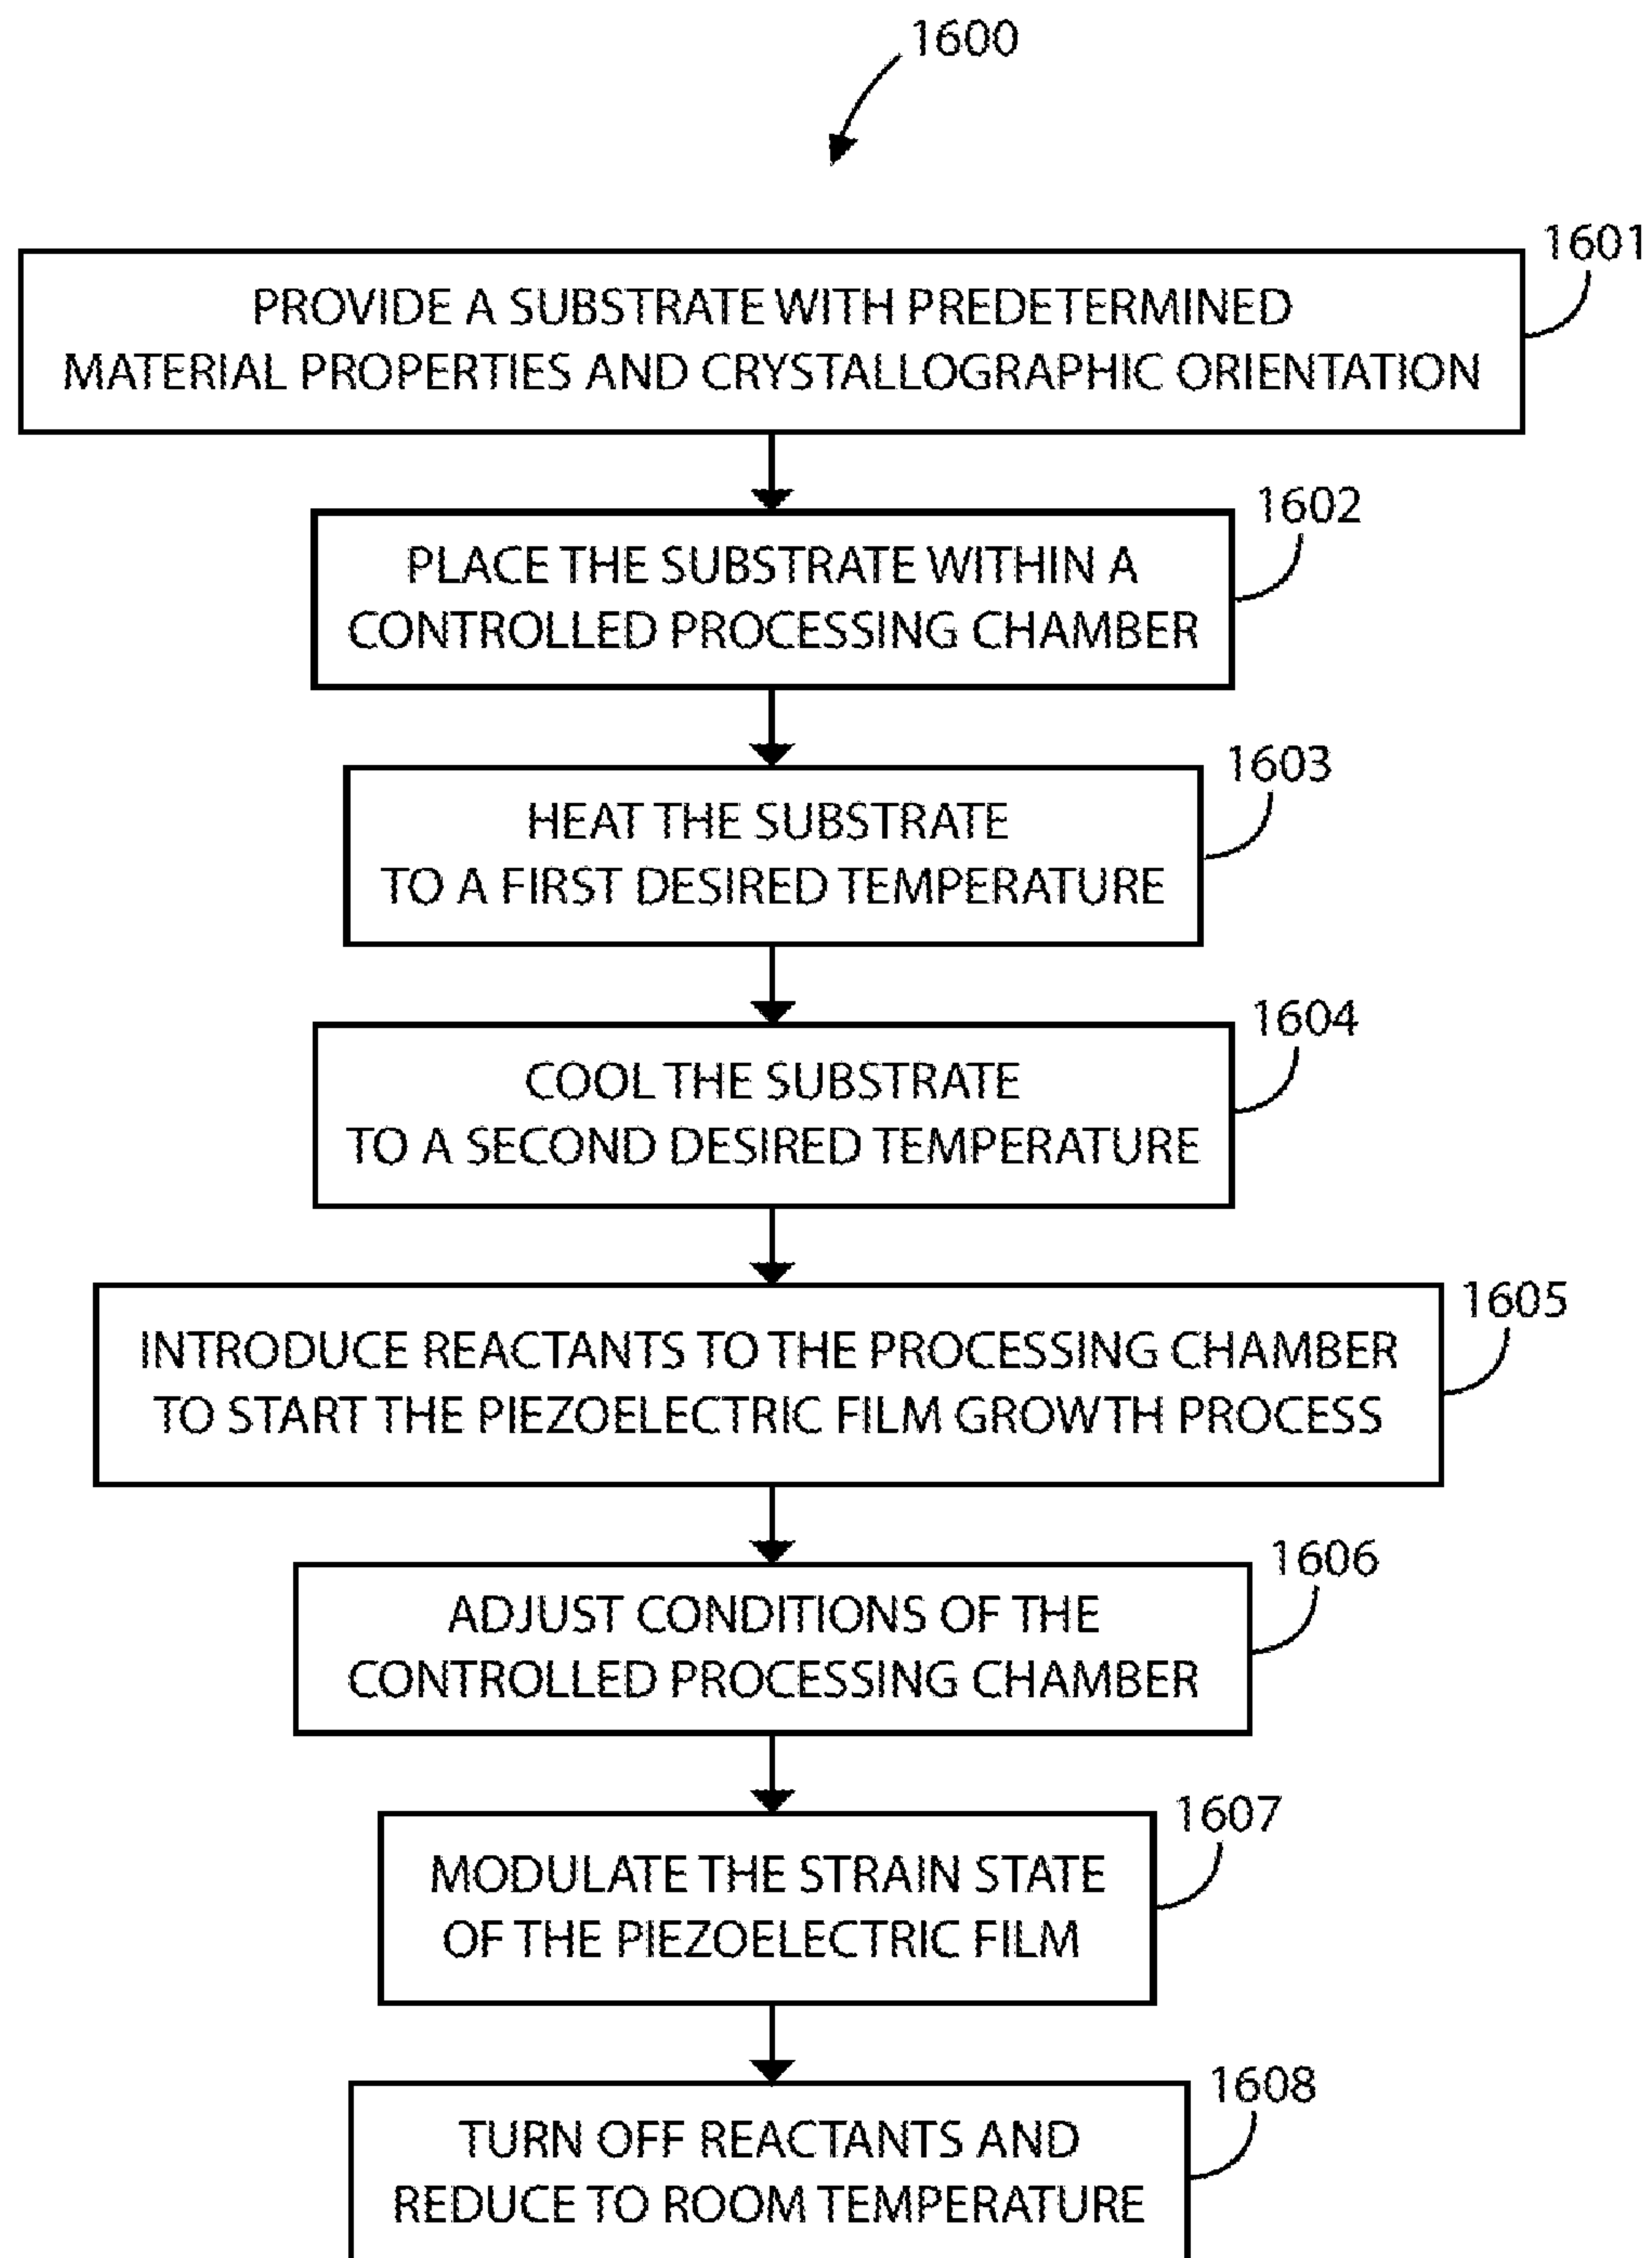 1600
1601
PROVIDE A SUBSTRATE WITH PREDETERMINED
MATERIAL PROPERTIES AND CRYSTALLOGRAPHIC ORIENTATION
1602
PLACE THE SUBSTRATE WITHIN A
CONTROLLED PROCESSING CHAMBER
1603
HEAT THE SUBSTRATE
TO A FIRST DESIRED TEMPERATURE
1604
COOL THE SUBSTRATE
TO A SECOND DESIRED TEMPERATURE
1605
INTRODUCE REACTANTS TO THE PROCESSING CHAMBER
TO START THE PIEZOELECTRIC FILM GROWTH PROCESS
1606
ADJUST CONDITIONS OF THE
CONTROLLED PROCESSING CHAMBER
1607
MODULATE THE STRAIN STATE
OF THE PIEZOELECTRIC FILM
1608
TURN OFF REACTANTS AND
REDUCE TO ROOM TEMPERATURE